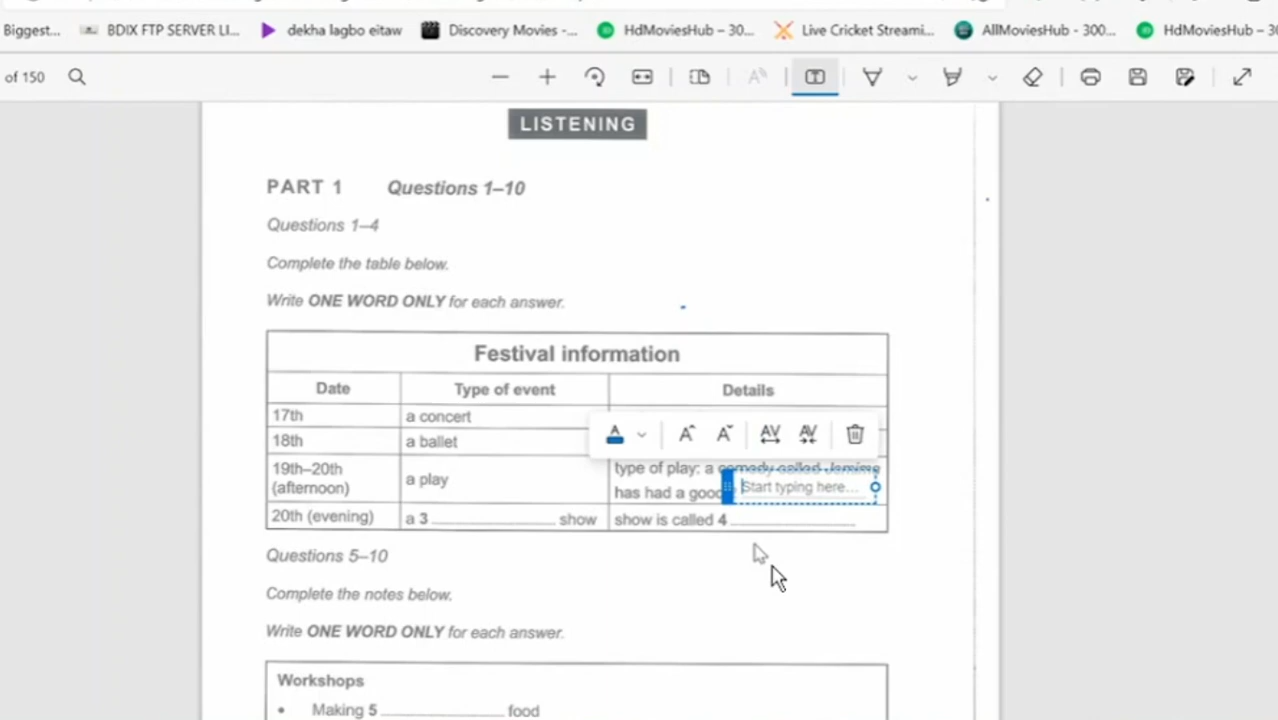 Biggest... BDIX FTP SERVER LI... dekha lagbo eitaw Discovery Movies -... HdMoviesHub – 30... Live Cricket Streami... AllMoviesHub - 300... HdMoviesHub – 30
of 150
LISTENING
PART 1 Questions 1–10
Questions 1–4
Complete the table below.
Write ONE WORD ONLY for each answer.
Festival information
Date Type of event Details
17th a concert
18th a ballet
19th–20th (afternoon) a play type of play: a comedy called Jemima
has had a good Start typing here...
20th (evening) a 3 show show is called 4
Questions 5–10
Complete the notes below.
Write ONE WORD ONLY for each answer.
Workshops
• Making 5 food